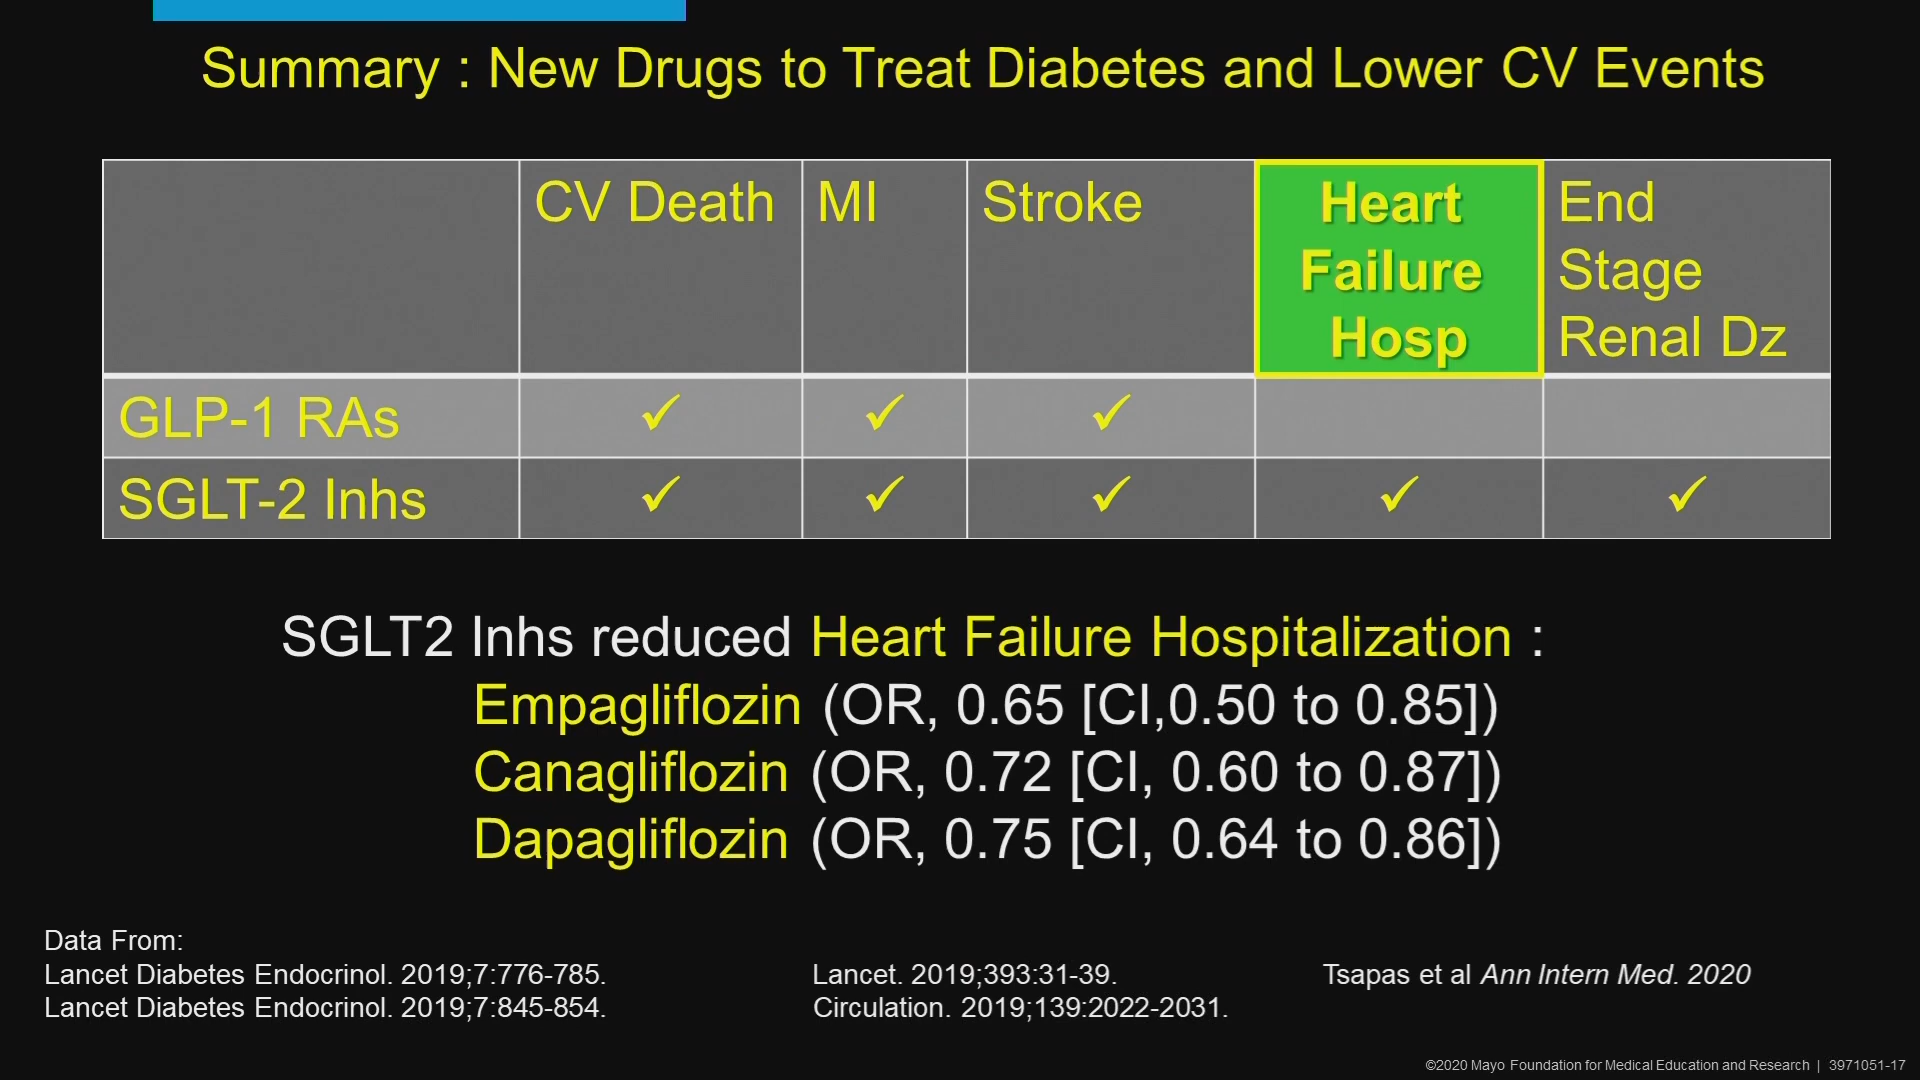 Summary : New Drugs to Treat Diabetes and Lower CV Events
CV Death MI Stroke Heart Failure Hosp End Stage Renal Dz
GLP-1 RAs ✓ ✓ ✓
SGLT-2 Inhs ✓ ✓ ✓ ✓ ✓
SGLT2 Inhs reduced Heart Failure Hospitalization :
Empagliflozin (OR, 0.65 [CI,0.50 to 0.85])
Canagliflozin (OR, 0.72 [CI, 0.60 to 0.87])
Dapagliflozin (OR, 0.75 [CI, 0.64 to 0.86])
Data From:
Lancet Diabetes Endocrinol. 2019;7:776-785.
Lancet Diabetes Endocrinol. 2019;7:845-854.
Lancet. 2019;393:31-39.
Circulation. 2019;139:2022-2031.
Tsapas et al Ann Intern Med. 2020
©2020 Mayo Foundation for Medical Education and Research | 3971051-17